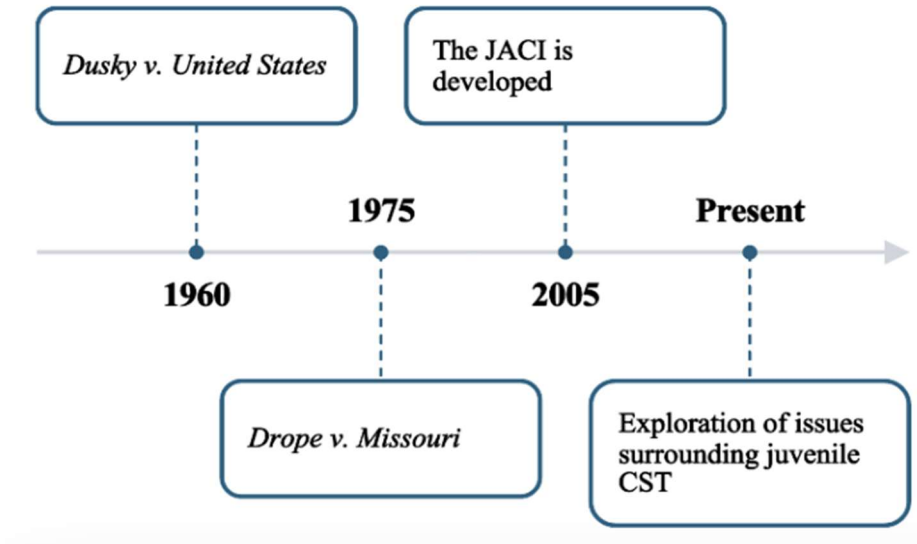 Dusky v. United States
The JACI is
developed
1975
Present
1960
2005
Drope v. Missouri
Exploration of issues
surrounding juvenile
CST